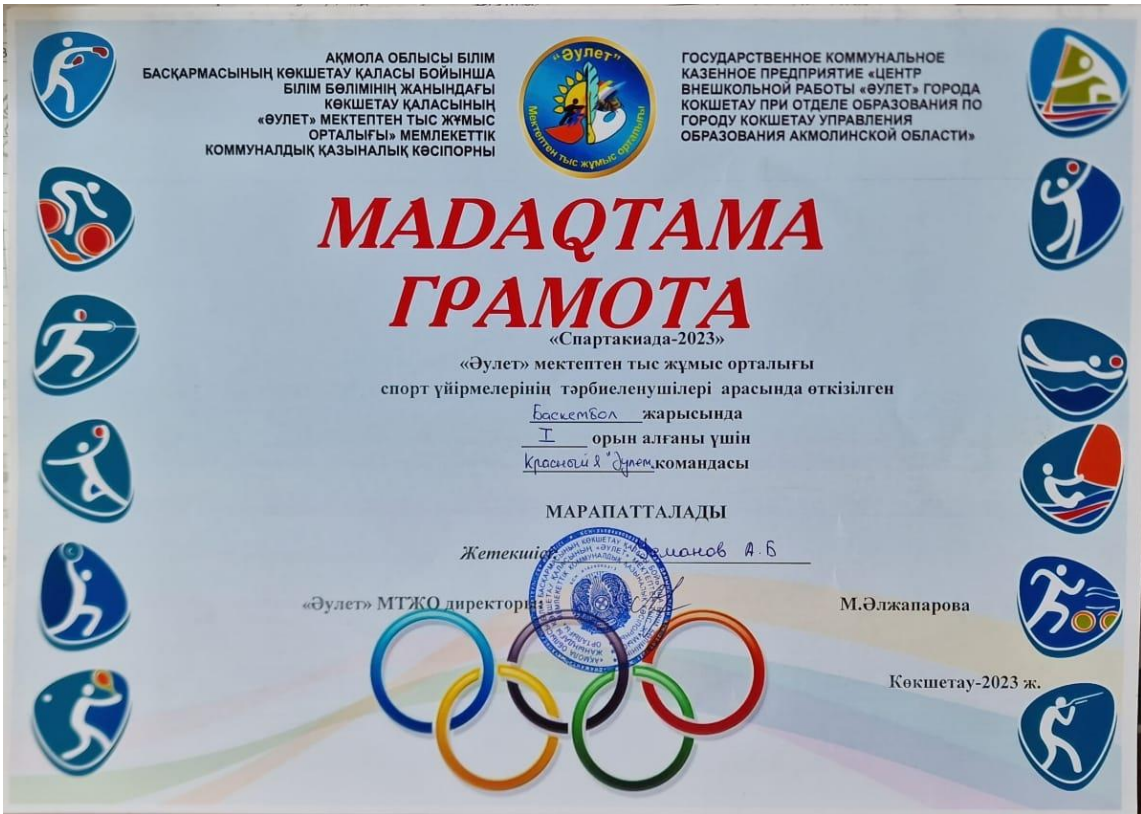 АҚМОЛА ОБЛЫСЫ БІЛІМ
БАСҚАРМАСЫНЫҢ КӨКШЕТАУ ҚАЛАСЫ БОЙЫНША
БІЛІМ БӨЛІМІНІҢ ЖАНЫНДАҒЫ
КӨКШЕТАУ ҚАЛАСЫНЫҢ
«ӘУЛЕТ» МЕКТЕПТЕН ТЫС ЖҰМЫС
ОРТАЛЫҒЫ» МЕМЛЕКЕТТІК
КОММУНАЛДЫҚ ҚАЗЫНАЛЫҚ КӘСІПОРНЫ
"Әулет"
Мектептен тыс жұмыс орталығы
ГОСУДАРСТВЕННОЕ КОММУНАЛЬНОЕ
КАЗЕННОЕ ПРЕДПРИЯТИЕ «ЦЕНТР
ВНЕШКОЛЬНОЙ РАБОТЫ «ӘУЛЕТ» ГОРОДА
КОКШЕТАУ ПРИ ОТДЕЛЕ ОБРАЗОВАНИЯ ПО
ГОРОДУ КОКШЕТАУ УПРАВЛЕНИЯ
ОБРАЗОВАНИЯ АКМОЛИНСКОЙ ОБЛАСТИ»
MADAQTAMA
ГРАМОТА
«Спартакиада-2023»
«Әулет» мектептен тыс жұмыс орталығы
спорт үйірмелерінің тәрбиеленушілері арасында өткізілген
Баскетбол жарысында
I орын алғаны үшін
Красный "Әулет" командасы
МАРАПАТТАЛАДЫ
Жетекшісі: А.Б
«Әулет» МТЖО директоры М.Әлжапарова
Көкшетау-2023 ж.